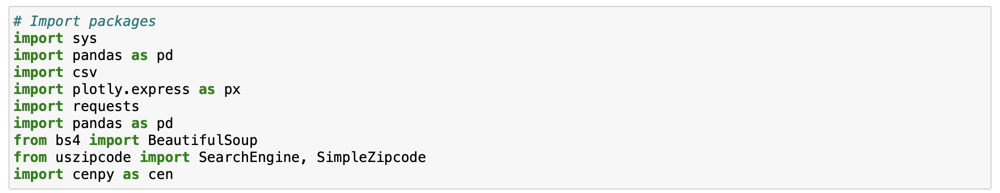 # Import packages
import sys
import pandas as pd
import csv
import plotly.express as px
import requests
import pandas as pd
from bs4 import BeautifulSoup
from uszipcode import SearchEngine, SimpleZipcode
import cenpy as cen